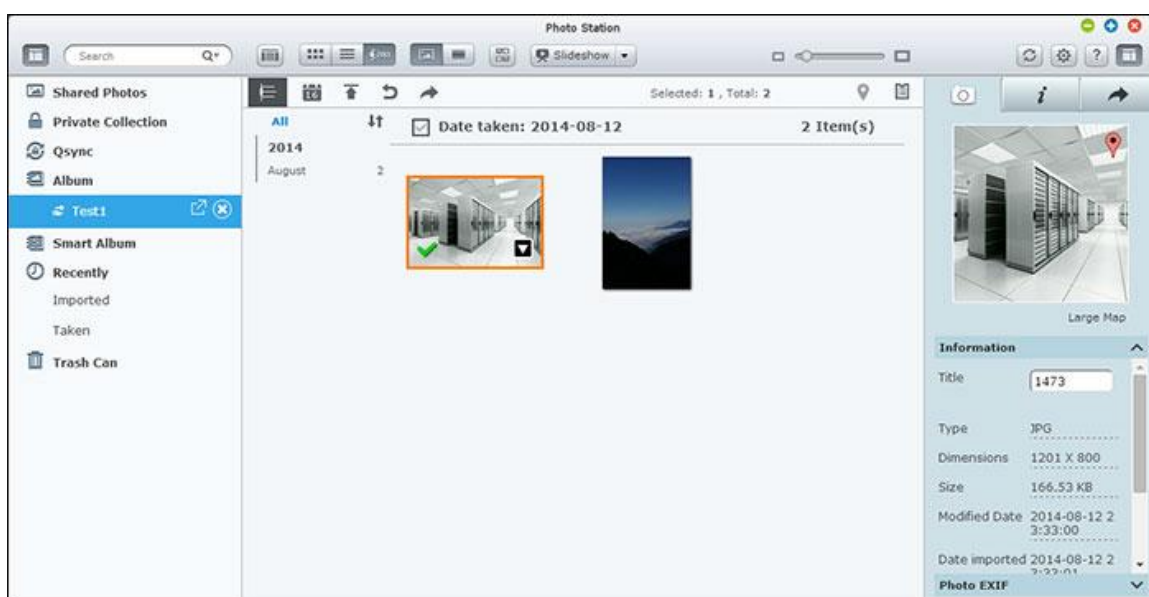 Photo Station
Search
Slideshow
Shared Photos
Private Collection
Qsync
Album
Test1
Smart Album
Recently
Imported
Taken
Trash Can
Selected: 1 , Total: 2
All
2014
August 2
Date taken: 2014-08-12 2 Item(s)
Large Map
Information
Title 1473
Type JPG
Dimensions 1201 X 800
Size 166.53 KB
Modified Date 2014-08-12 2
3:33:00
Date imported 2014-08-12 2
Photo EXIF